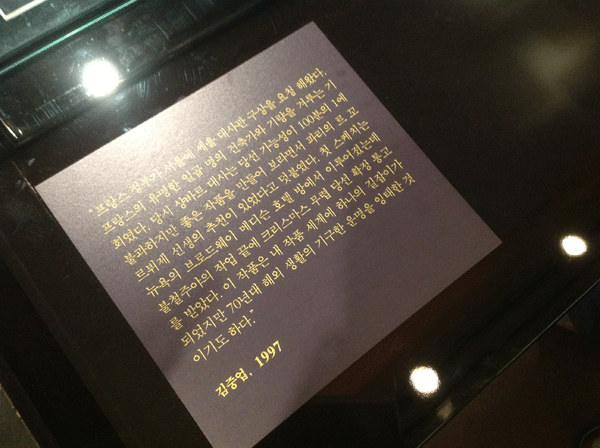 "프랑스 정부가 서울에 세울 대사관 구상을 요청 해왔다.
프랑스의 유명한 일곱 명의 건축가와 기량을 겨루는 기
회였다. 당시 샹바르 대사는 당선 가능성이 100분의 1에
불과하지만 좋은 작품을 만들어 보라면서 파리의 르 꼬
르뷔제 선생의 추천이 있었다고 덧붙였다. 첫 스케치는
뉴욕의 브로드웨이 메디슨 호텔 방에서 이루어졌는데
불철주야의 작업 끝에 크리스마스 무렵 당선 확정 통고
를 받았다. 이 작품은 내 작품 세계에 하나의 길잡이가
되었지만 70년대 해외 생활의 기구한 운명을 잉태한 것
이기도 하다."
김중업, 1997